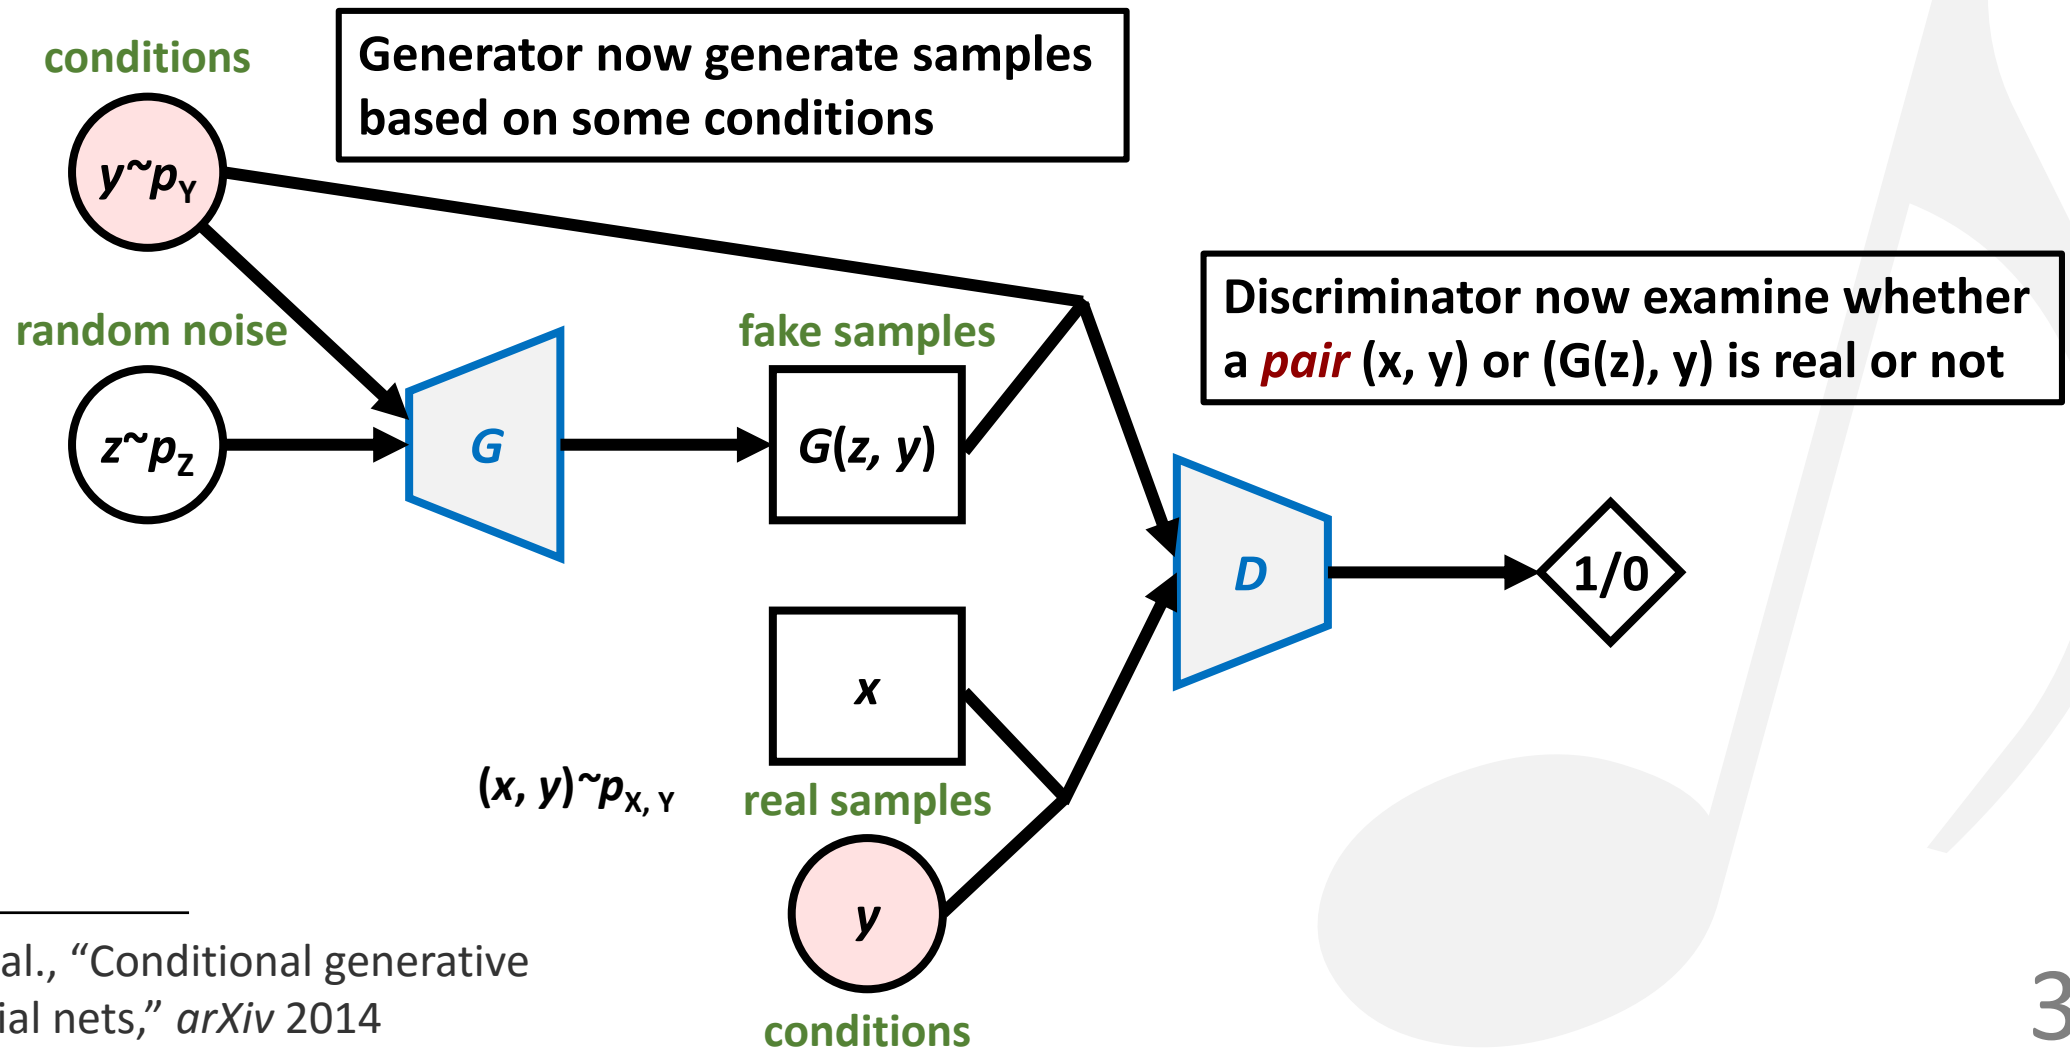 conditions
Generator now generate samples
based on some conditions
y~pY
random noise
z~pZ
G
fake samples
G(z, y)
Discriminator now examine whether
a pair (x, y) or (G(z), y) is real or not
D
1/0
x
(x, y)~pX, Y
real samples
y
conditions
al., “Conditional generative
ial nets,” arXiv 2014
3